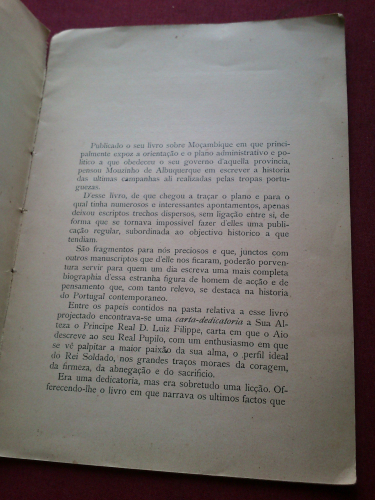 Publicado o seu livro sobre Moçambique em que princi-
palmente expoz a orientação e o plano administrativo e po-
litico a que obedeceu o seu governo d'aquella provincia,
pensou Mouzinho de Albuquerque em escrever a historia
das ultimas campanhas ali realizadas pelas tropas portu-
guezas.
D'esse livro, de que chegou a traçar o plano e para o
qual tinha numerosos e interessantes apontamentos, apenas
deixou escriptos trechos dispersos, sem ligação entre si, de
forma que se tornava impossivel fazer d'elles uma publi-
cação regular, subordinada ao objectivo historico a que
tendiam.
São fragmentos para nós preciosos e que, junctos com
outros manuscriptos que d'elle nos ficaram, poderão porven-
tura servir para quem um dia escreva uma mais completa
biographia d'essa estranha figura de homem de acção e de
pensamento que, com tanto relevo, se destaca na historia
do Portugal contemporaneo.
Entre os papeis contidos na pasta relativa a esse livro
projectado encontrava-se uma carta-dedicatoria a Sua Al-
teza o Principe Real D. Luiz Filippe, carta em que o Aio
descreve ao seu Real Pupilo, com um enthusiasmo em que
se vê palpitar a maior paixão da sua alma, o perfil ideal
do Rei Soldado, nos grandes traços moraes da coragem,
da firmeza, da abnegação e do sacrificio.
Era uma dedicatoria, mas era sobretudo uma licção. Of-
ferecendo-lhe o livro em que narrava os ultimos factos que